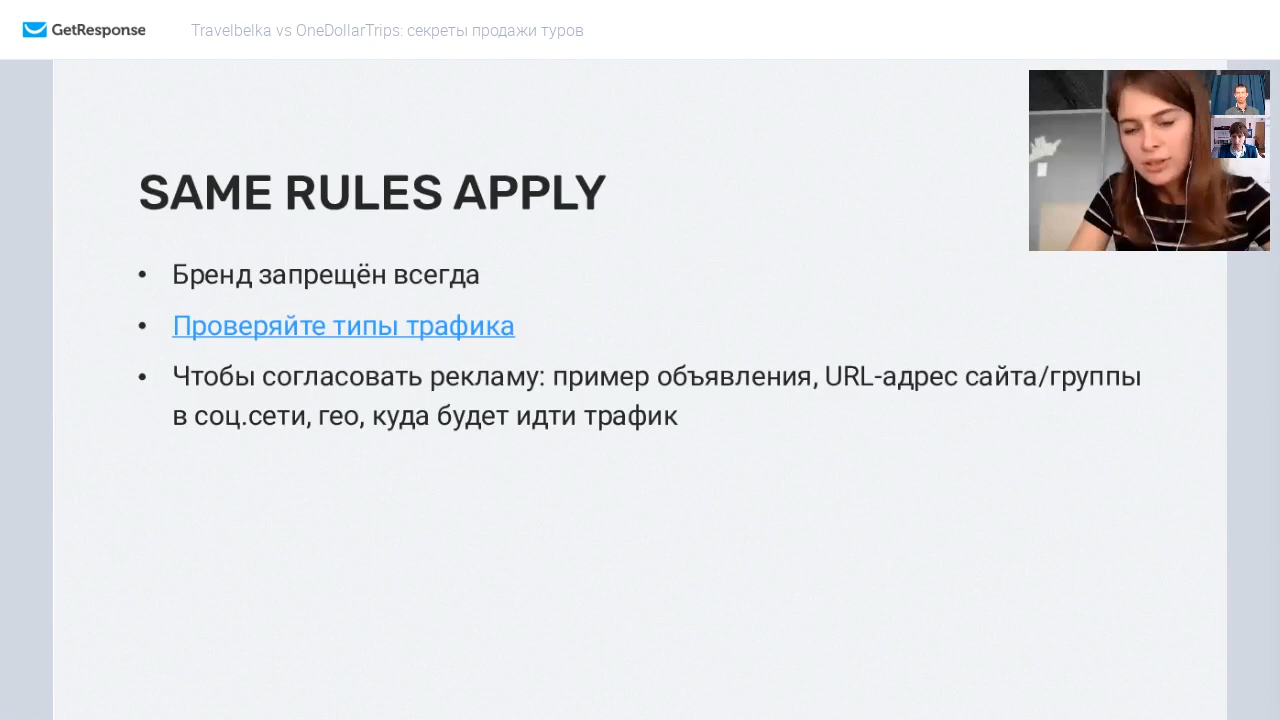 GetResponse
Travelbelka vs OneDollarTrips: секреты продажи туров
SAME RULES APPLY
• Бренд запрещён всегда
• Проверяйте типы трафика
• Чтобы согласовать рекламу: пример объявления, URL-адрес сайта/группы
в соц.сети, гео, куда будет идти трафик